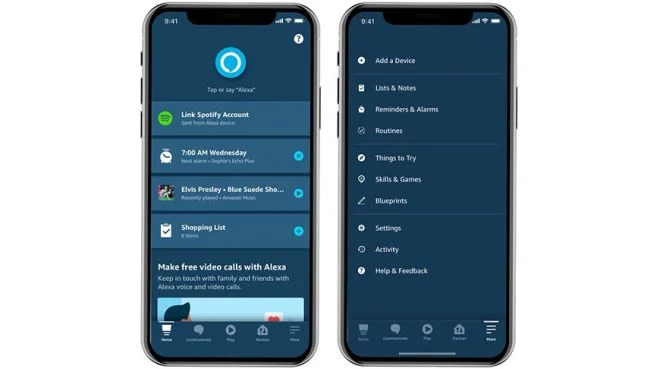 9:41
Tap or say "Alexa"
Link Spotify Account
Sent from Alexa device
7:00 AM Wednesday
Next alarm • Sophie's Echo Plus
Elvis Presley • Blue Suede Sho...
Recently played • Amazon Music
Shopping List
6 items
Make free video calls with Alexa
Keep in touch with family and friends with
Alexa voice and video calls.
Home
Communicate
Play
Devices
More
9:41
Add a Device
Lists & Notes
Reminders & Alarms
Routines
Things to Try
Skills & Games
Blueprints
Settings
Activity
Help & Feedback
Home
Communicate
Play
Devices
More